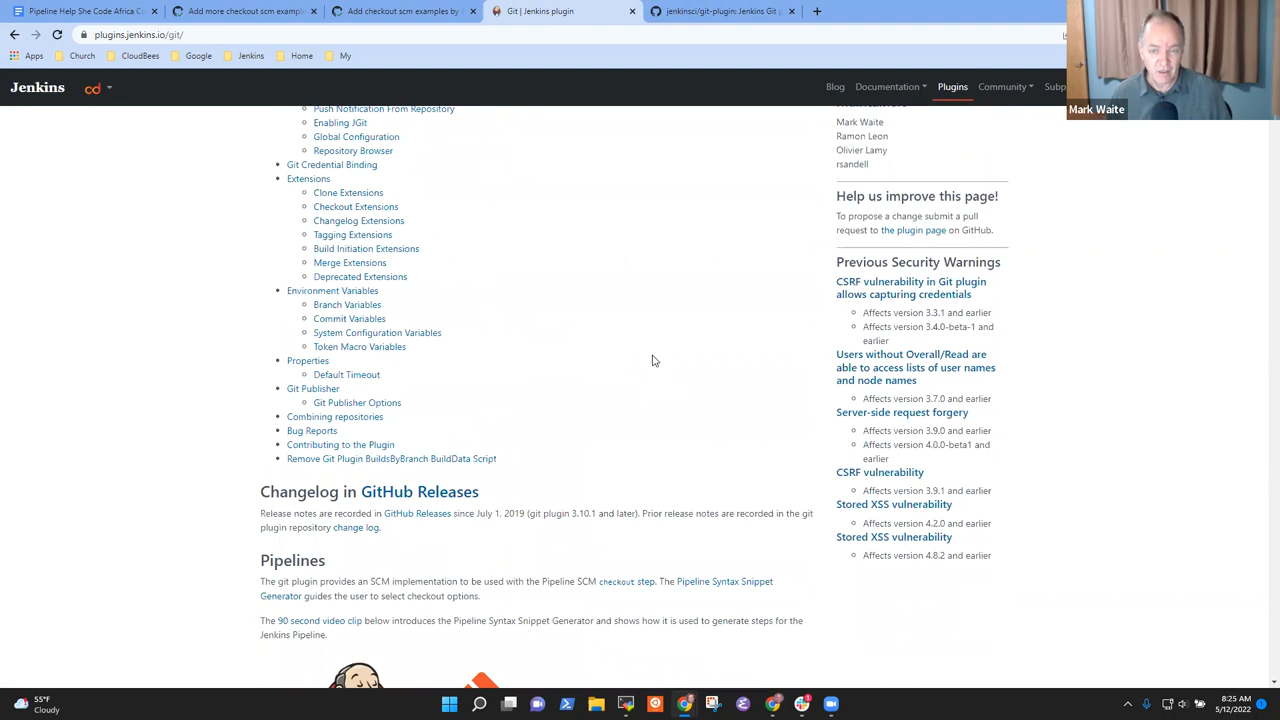 Pipeline Help She Code Africa Co
Add more checkout scm example
Add checkout scm examples by A
Git | Jenkins plugin
jenkinsci/git-plugin: Jenkins Git p
plugins.jenkins.io/git/
Apps
Church
CloudBees
Google
Jenkins
Home
My
Jenkins
cd
Blog
Documentation
Plugins
Community
Subp
Mark Waite
Push Notification From Repository
Enabling JGit
Global Configuration
Repository Browser
Git Credential Binding
Extensions
Clone Extensions
Checkout Extensions
Changelog Extensions
Tagging Extensions
Build Initiation Extensions
Merge Extensions
Deprecated Extensions
Environment Variables
Branch Variables
Commit Variables
System Configuration Variables
Token Macro Variables
Properties
Default Timeout
Git Publisher
Git Publisher Options
Combining repositories
Bug Reports
Contributing to the Plugin
Remove Git Plugin BuildsByBranch BuildData Script
Changelog in GitHub Releases
Release notes are recorded in GitHub Releases since July 1, 2019 (git plugin 3.10.1 and later). Prior release notes are recorded in the git
plugin repository change log.
Pipelines
The git plugin provides an SCM implementation to be used with the Pipeline SCM checkout step. The Pipeline Syntax Snippet
Generator guides the user to select checkout options.
The 90 second video clip below introduces the Pipeline Syntax Snippet Generator and shows how it is used to generate steps for the
Jenkins Pipeline.
Mark Waite
Ramon Leon
Olivier Lamy
rsandell
Help us improve this page!
To propose a change submit a pull
request to the plugin page on GitHub.
Previous Security Warnings
CSRF vulnerability in Git plugin
allows capturing credentials
Affects version 3.3.1 and earlier
Affects version 3.4.0-beta-1 and
earlier
Users without Overall/Read are
able to access lists of user names
and node names
Affects version 3.7.0 and earlier
Server-side request forgery
Affects version 3.9.0 and earlier
Affects version 4.0.0-beta1 and
earlier
CSRF vulnerability
Affects version 3.9.1 and earlier
Stored XSS vulnerability
Affects version 4.2.0 and earlier
Stored XSS vulnerability
Affects version 4.8.2 and earlier
55°F
Cloudy
8:25 AM
5/12/2022